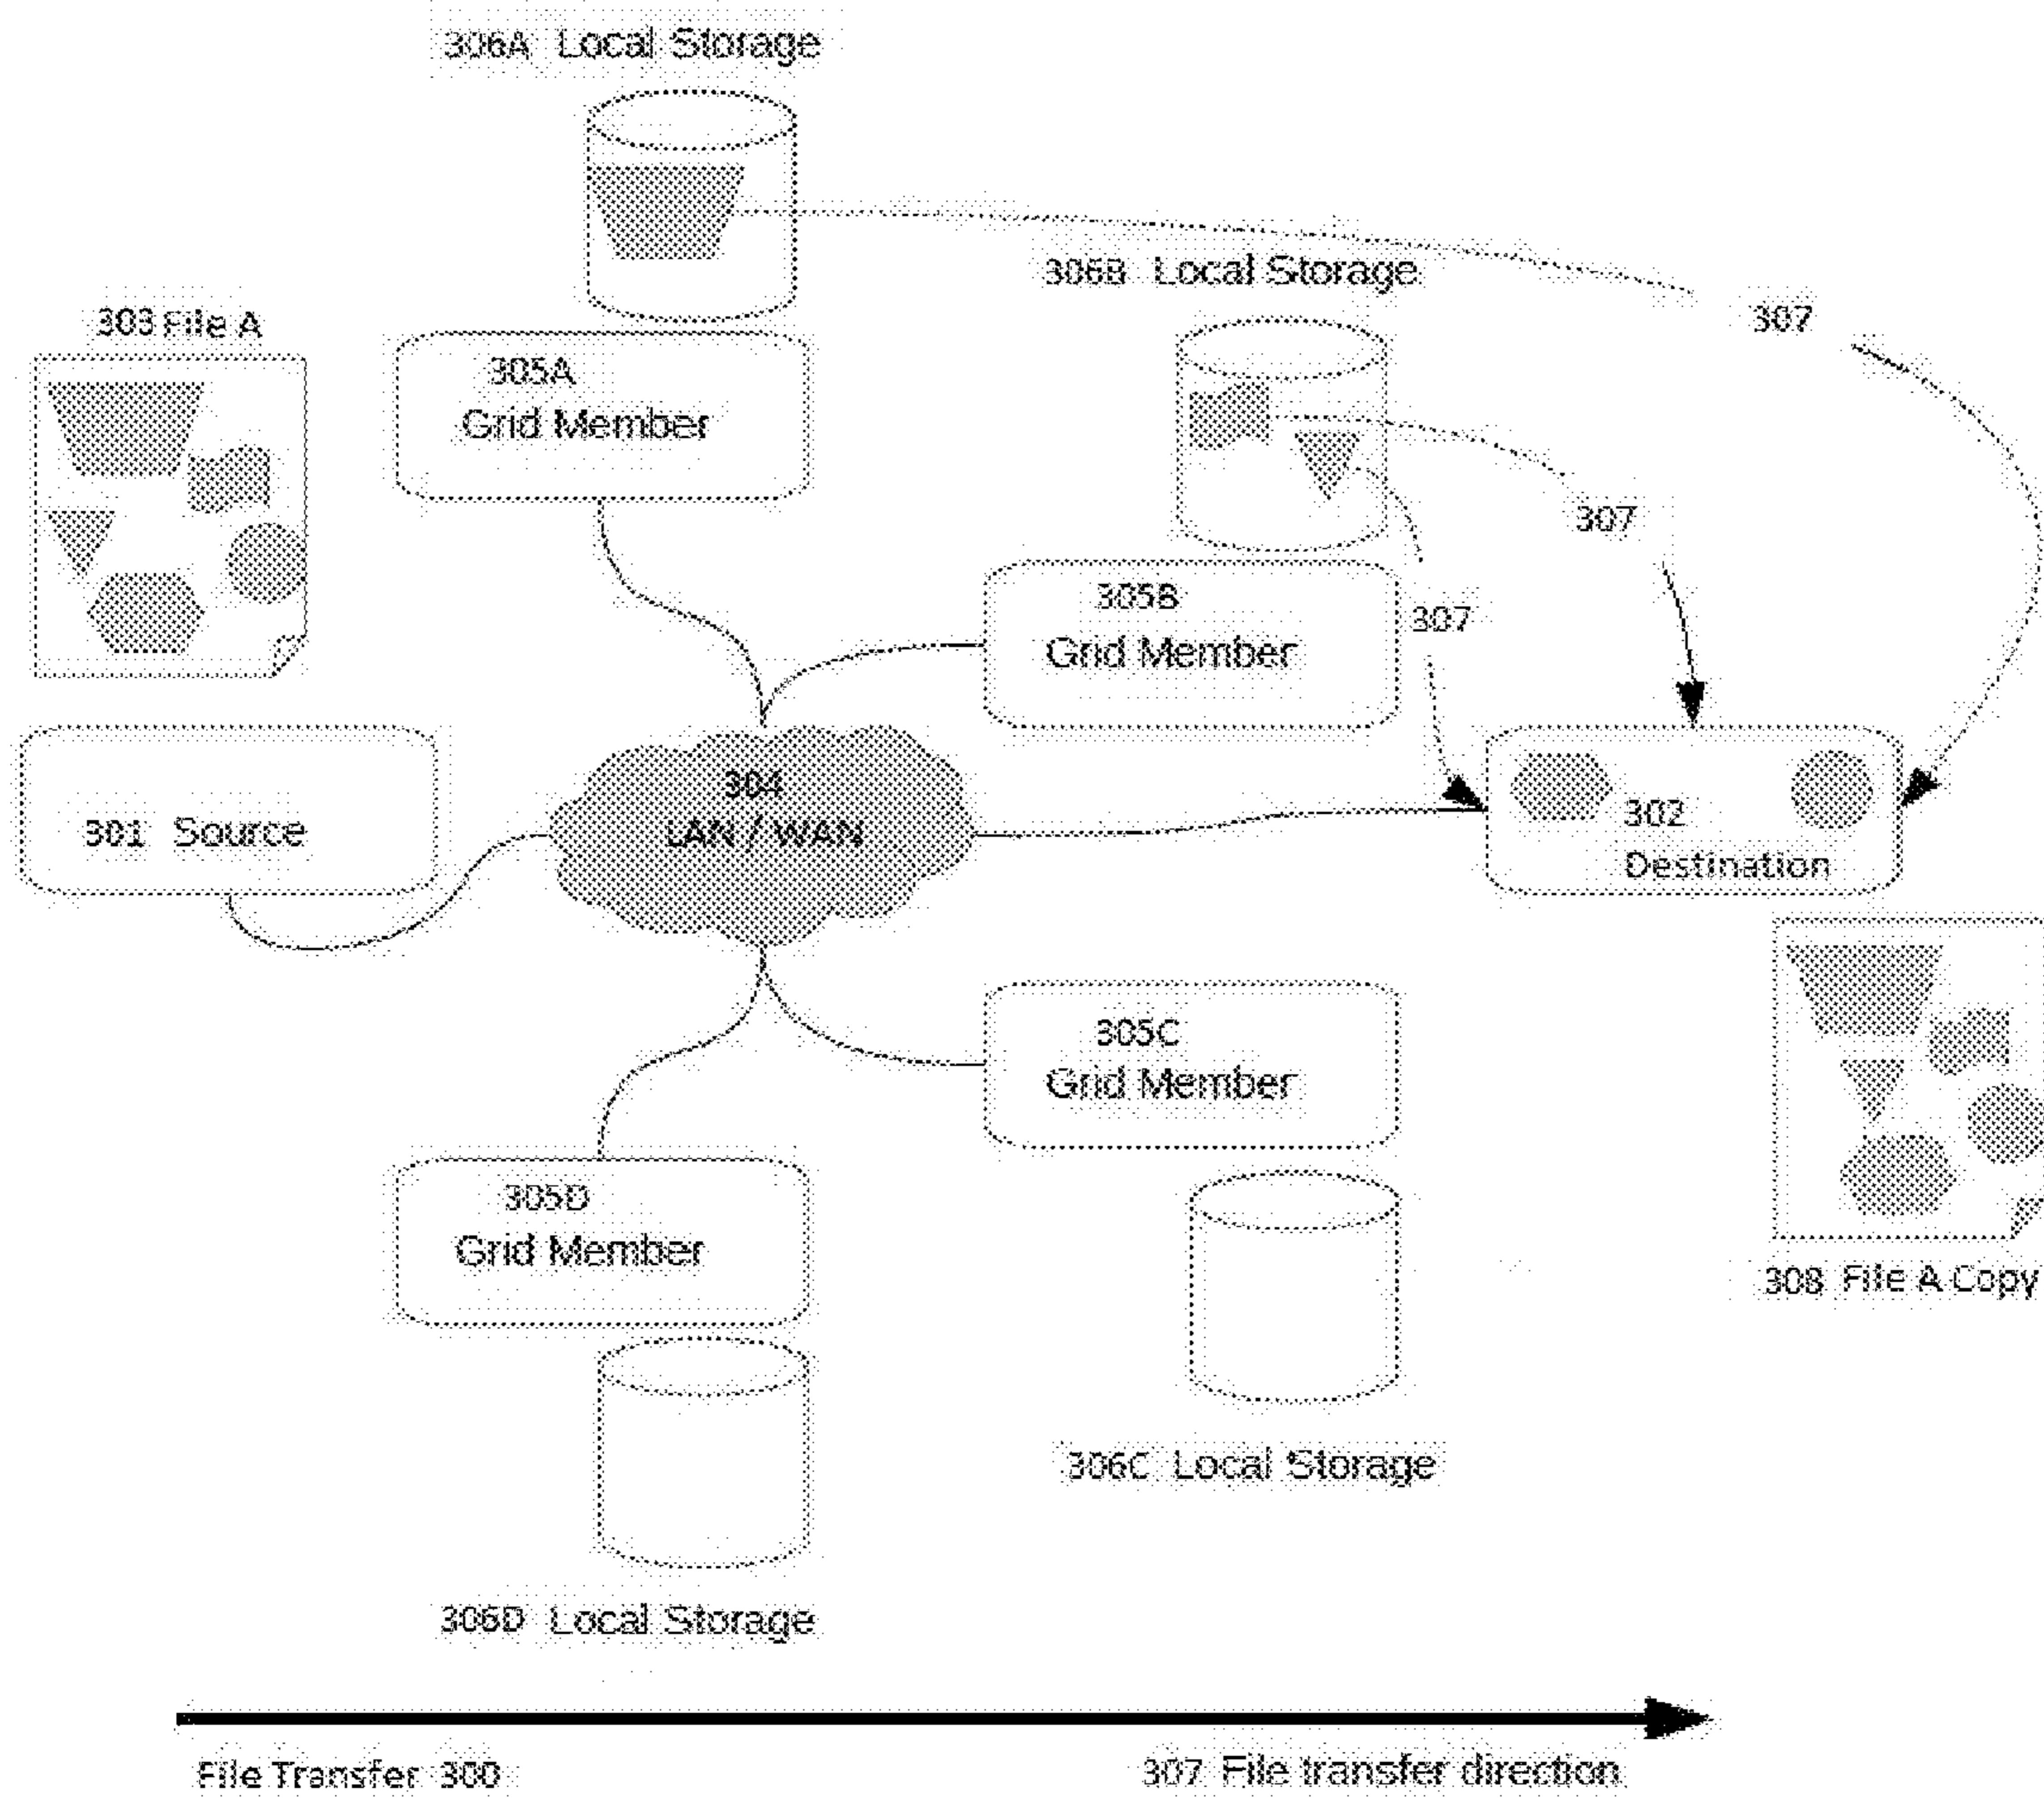 306A Local Storage
306B Local Storage
307
303 File A
305A
Grid Member
307
305B
Grid Member
307
304
LAN / WAN
301 Source
302
Destination
305C
Grid Member
305D
Grid Member
308 File A Copy
306C Local Storage
306D Local Storage
File Transfer 300
307 File transfer direction